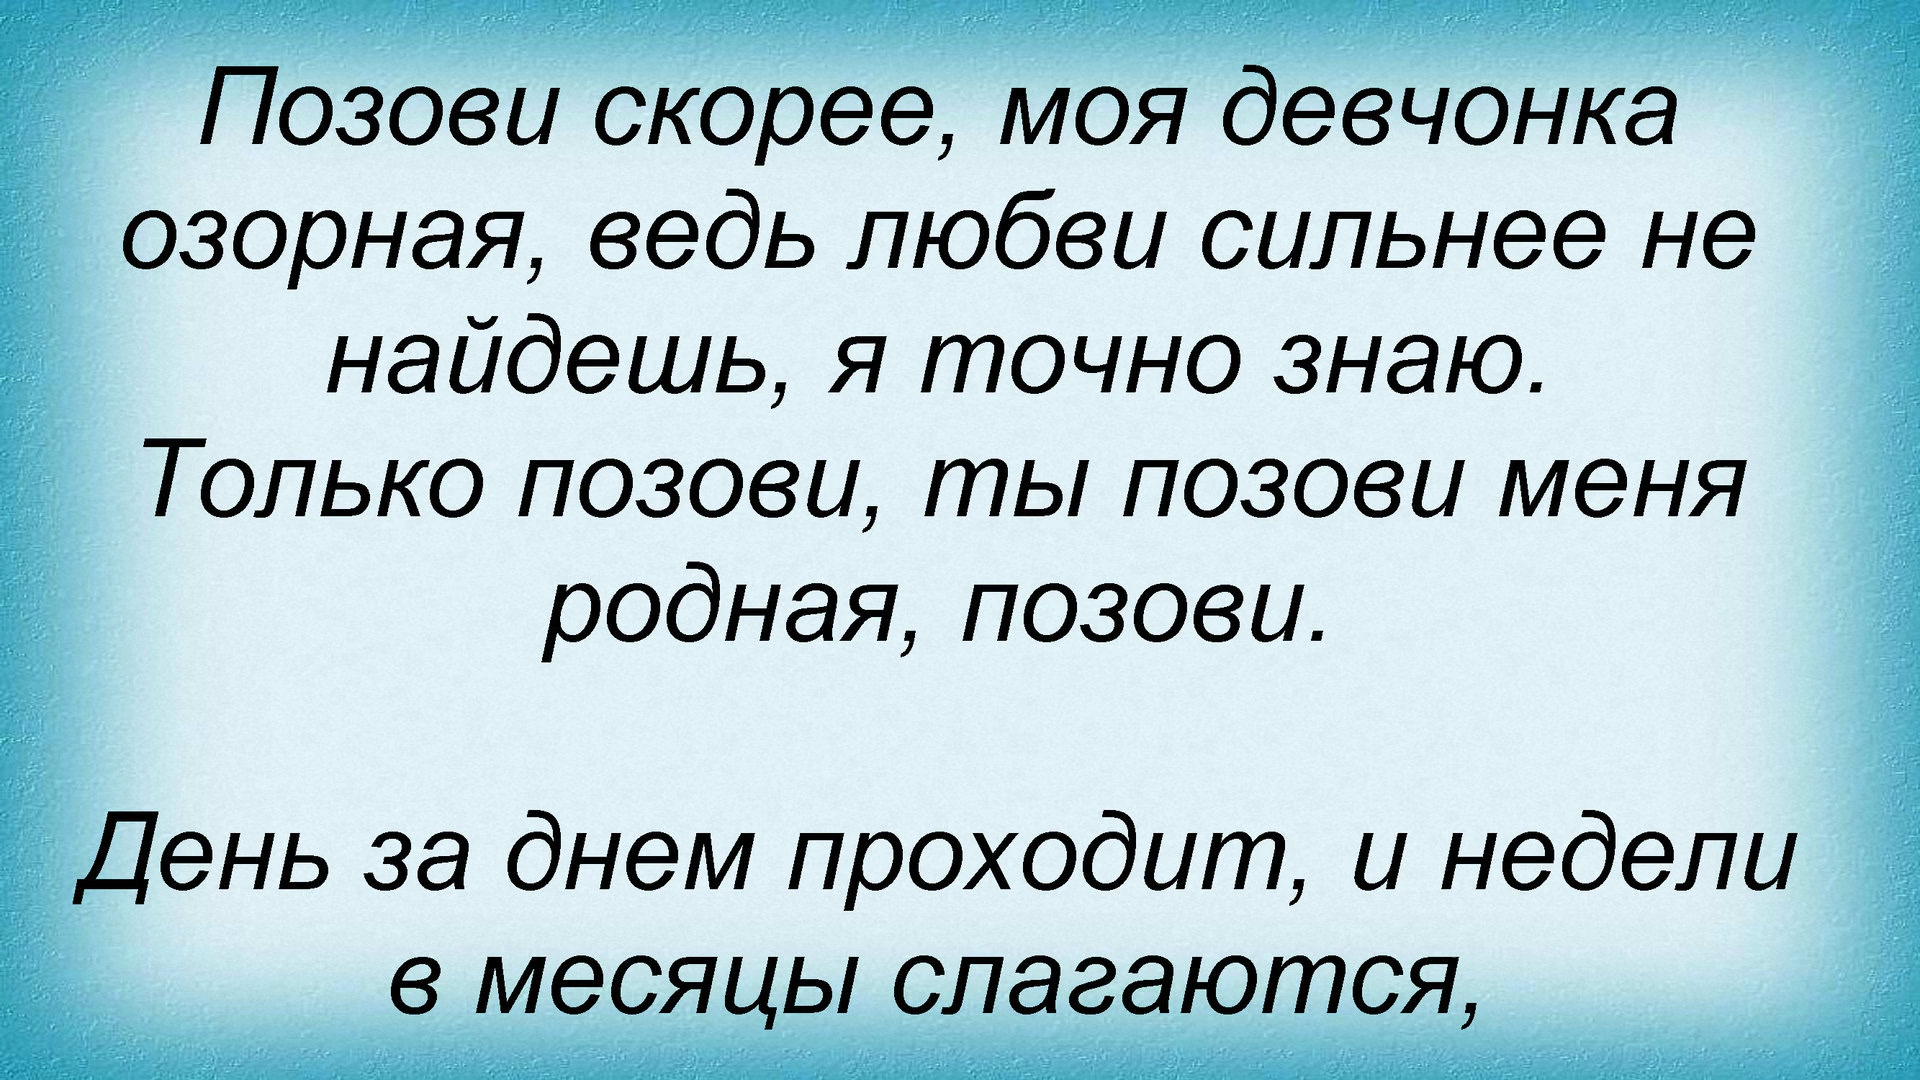 Позови скорее, моя девчонка
озорная, ведь любви сильнее не
найдешь, я точно знаю.
Только позови, ты позови меня
родная, позови.
День за днем проходит, и недели
в месяцы слагаются,